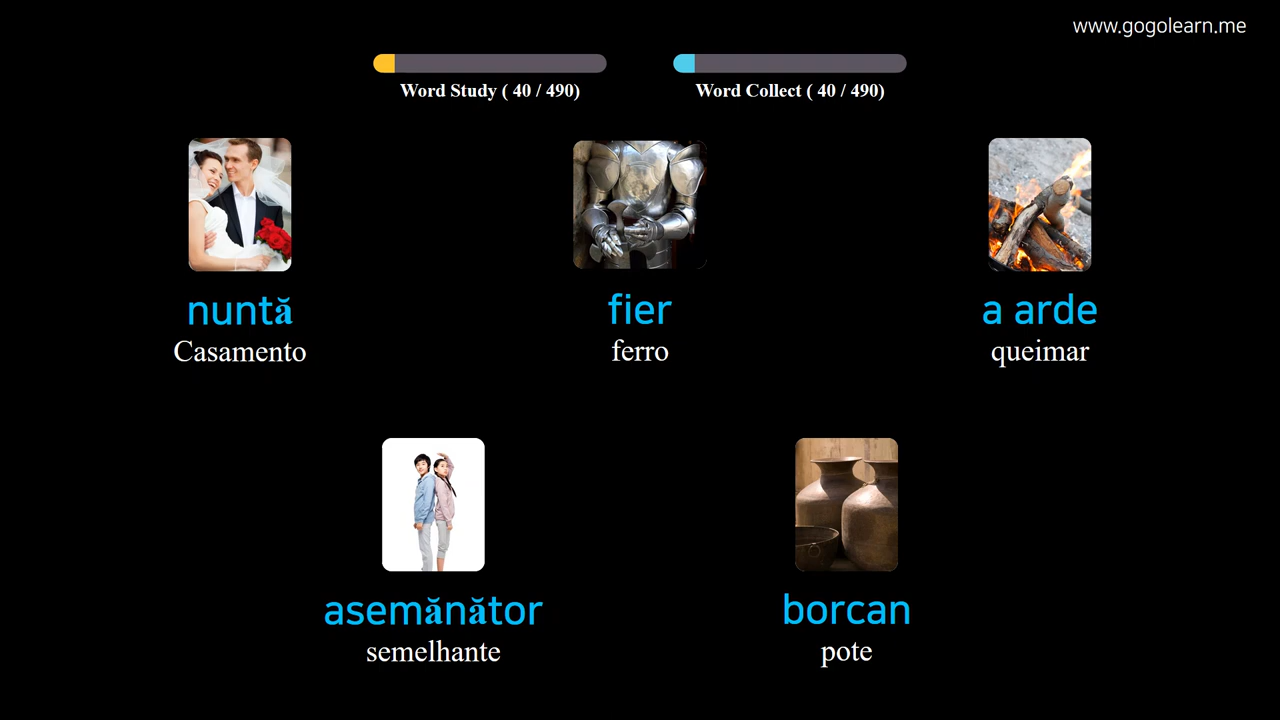 www.gogolearn.me
Word Study ( 40 / 490)
Word Collect ( 40 / 490)
nuntă
Casamento
fier
ferro
a arde
queimar
asemănător
semelhante
borcan
pote